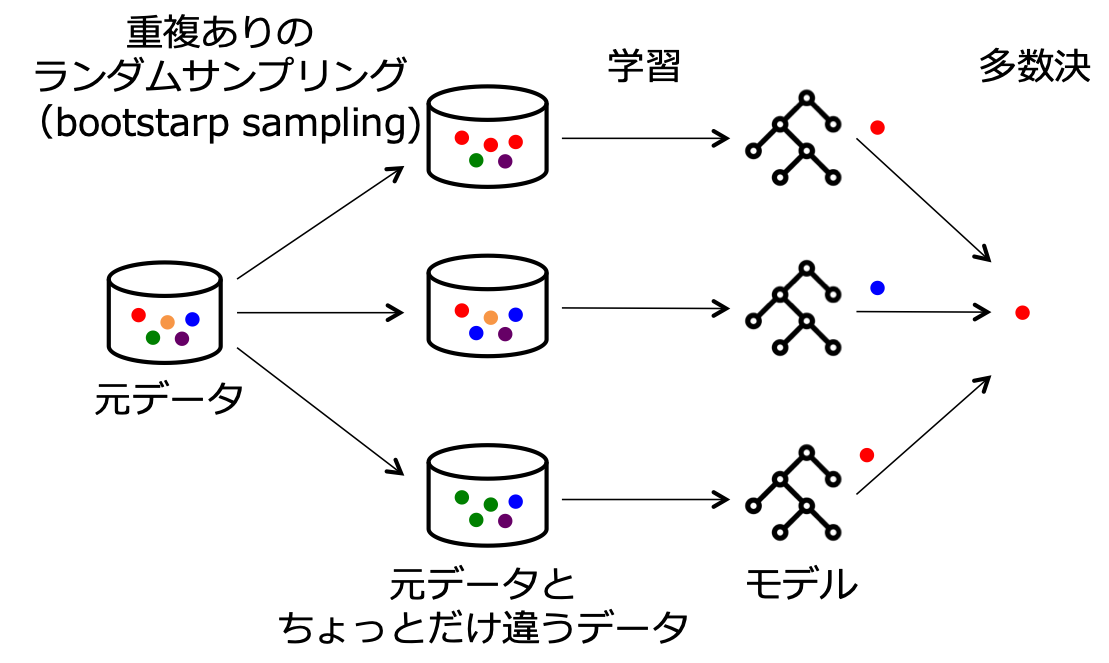 重複ありの
ランダムサンプリング
（bootstarp sampling)
学習
多数決
元データ
元データと
ちょっとだけ違うデータ
モデル